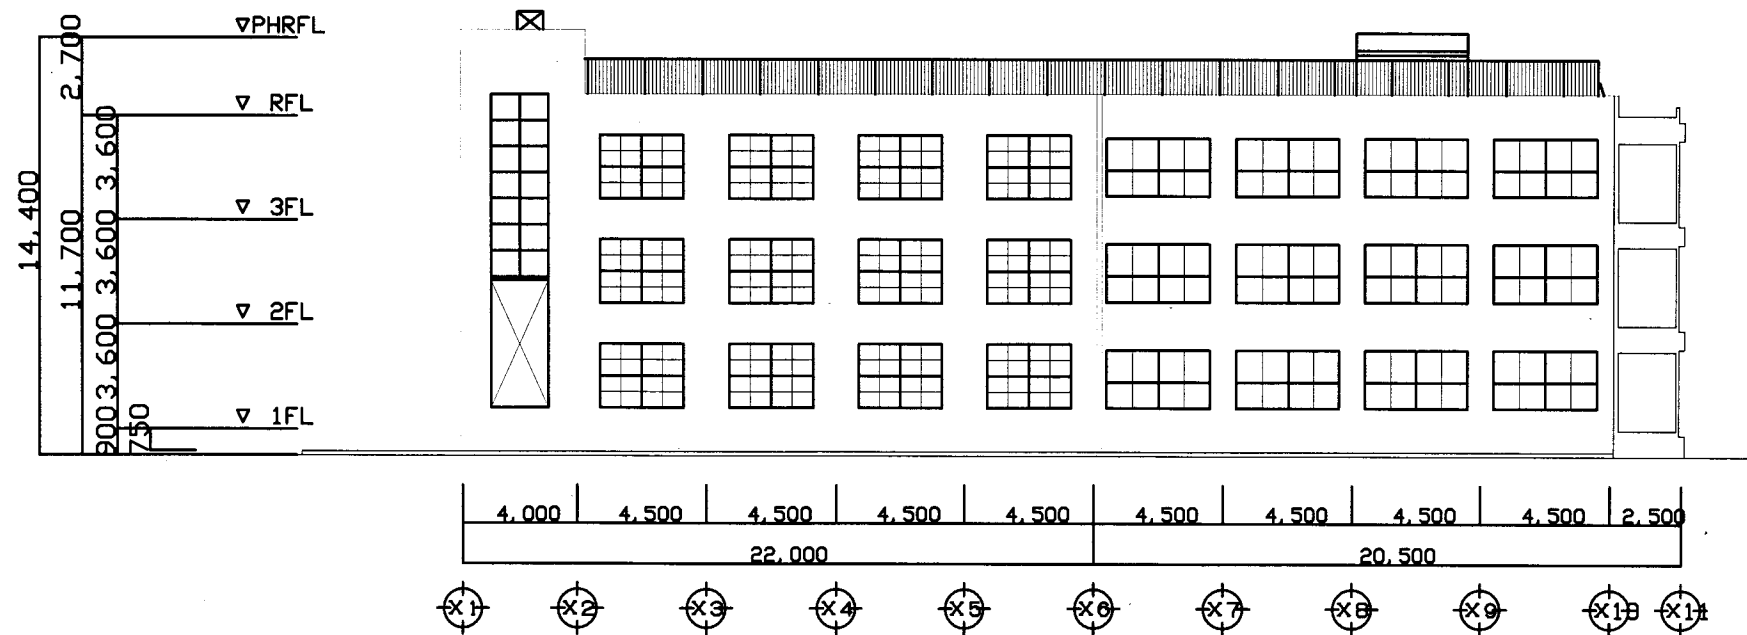 ▽PHRFL
2,700
▽ RFL
3,600
▽ 3FL
14,400
11,700
3,600
▽ 2FL
3,600
▽ 1FL
900
750
4,000 4,500 4,500 4,500 4,500 4,500 4,500 4,500 4,500 2,500
22,000 20,500
X1 X2 X3 X4 X5 X6 X7 X8 X9 X10 X11